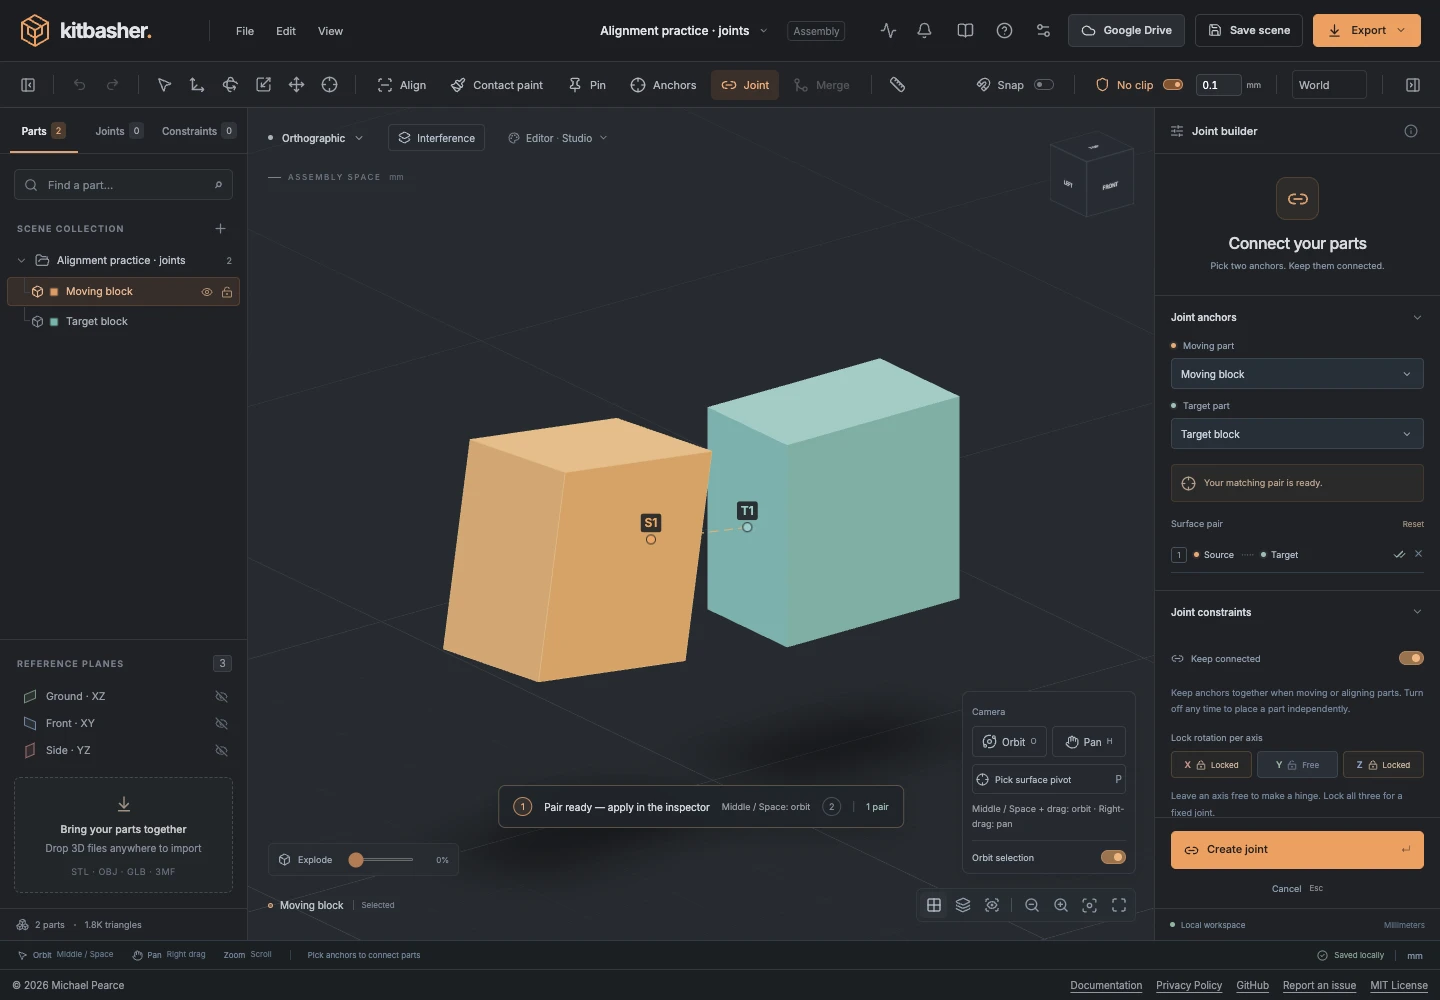 kitbasher.
File Edit View
Alignment practice · joints
Assembly
Google Drive
Save scene
Export
Align
Contact paint
Pin
Anchors
Joint
Merge
Snap
No clip
0.1 mm
World
Parts 2
Joints 0
Constraints 0
Find a part...
SCENE COLLECTION
Alignment practice · joints 2
Moving block
Target block
REFERENCE PLANES 3
Ground · XZ
Front · XY
Side · YZ
Bring your parts together
Drop 3D files anywhere to import
STL · OBJ · GLB · 3MF
2 parts · 1.8K triangles
Orthographic
Interference
Editor · Studio
ASSEMBLY SPACE mm
FRONT
S1
T1
1 Pair ready — apply in the inspector Middle / Space: orbit 2 1 pair
Explode 0%
Moving block Selected
Camera
Orbit O
Pan H
Pick surface pivot P
Middle / Space + drag: orbit · Right-
drag: pan
Orbit selection
Joint builder
Connect your parts
Pick two anchors. Keep them connected.
Joint anchors
Moving part
Moving block
Target part
Target block
Your matching pair is ready.
Surface pair Reset
1 Source Target
Joint constraints
Keep connected
Keep anchors together when moving or aligning parts. Turn
off any time to place a part independently.
Lock rotation per axis
X Locked
Y Free
Z Locked
Leave an axis free to make a hinge. Lock all three for a
fixed joint.
Create joint
Cancel Esc
Local workspace Millimeters
Orbit Middle / Space Pan Right drag Zoom Scroll Pick anchors to connect parts
Saved locally mm
© 2026 Michael Pearce
Documentation Privacy Policy GitHub Report an issue MIT License